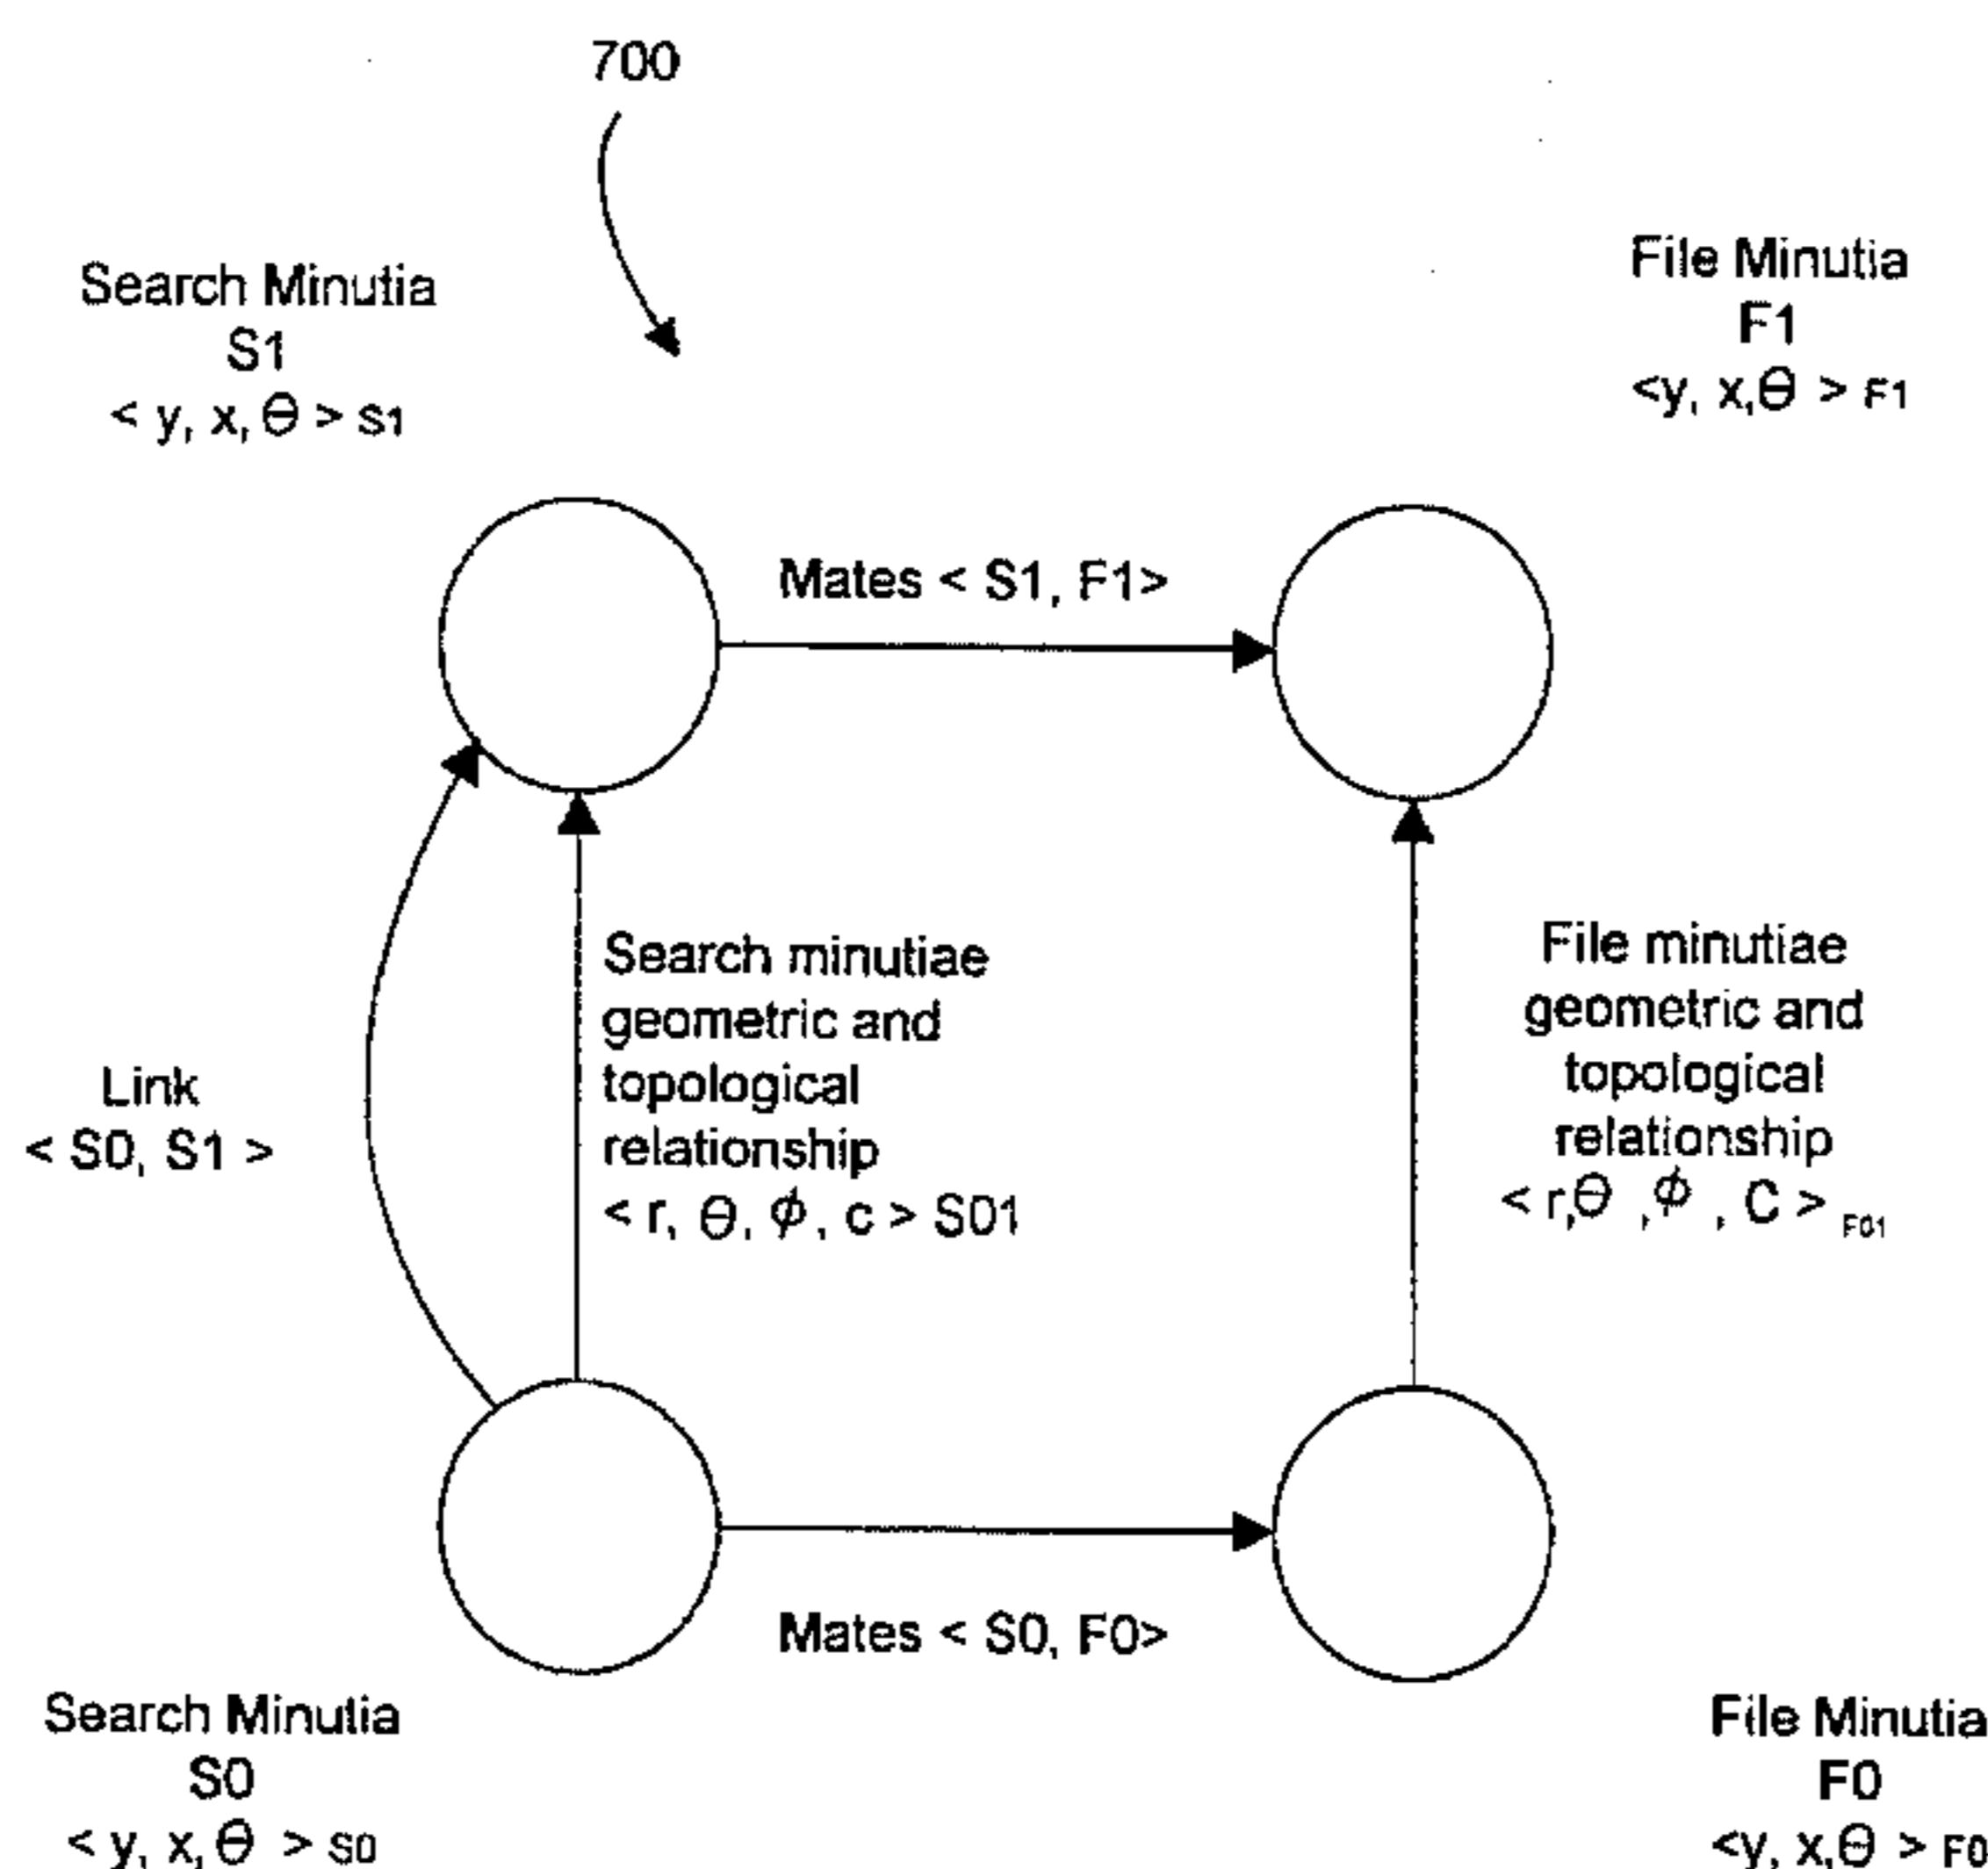 700
Search Minutia
S1
< y, x, Θ > S1
File Minutia
F1
<y, x,Θ > F1
Mates < S1, F1>
Link
< S0, S1 >
Search minutiae
geometric and
topological
relationship
< r, Θ, ϕ, c > S01
File minutiae
geometric and
topological
relationship
< r,Θ ,ϕ , C > F01
Mates < S0, F0>
Search Minutia
S0
< y, x, Θ > S0
File Minutia
F0
<y, x,Θ > F0